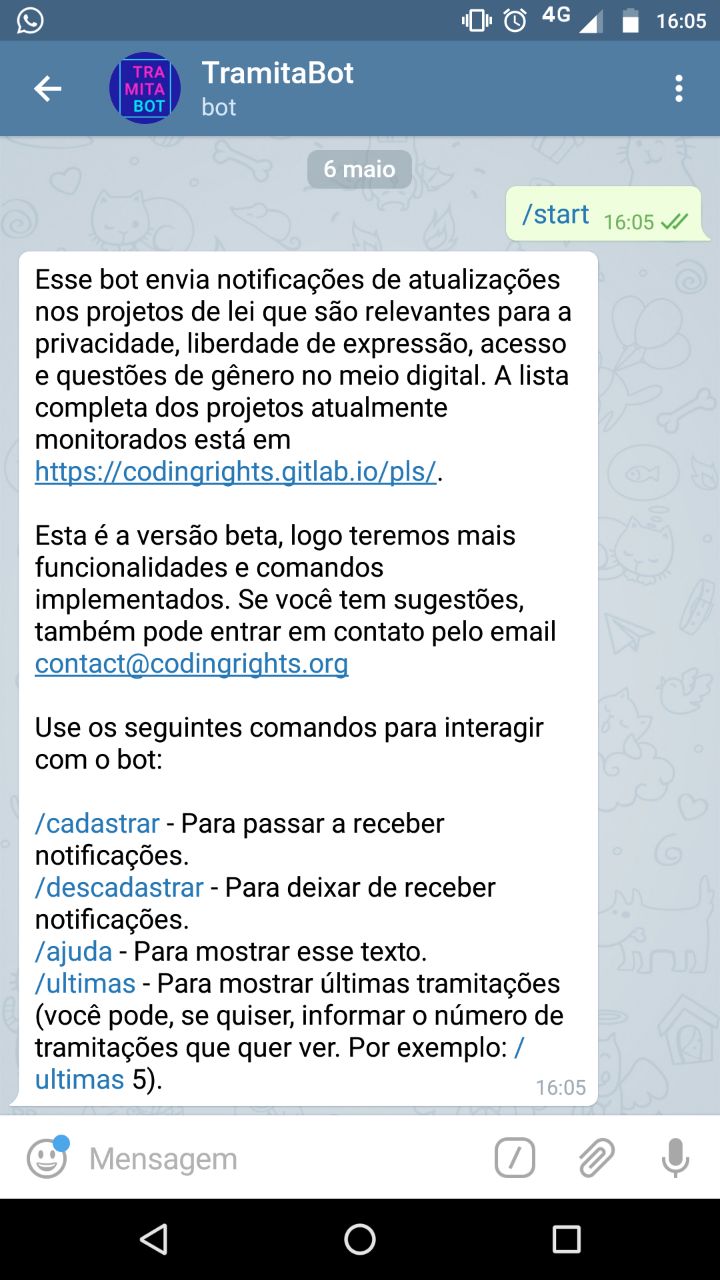 4G
16:05
TRA
MITA
BOT
TramitaBot
bot
6 maio
/start 16:05
Esse bot envia notificações de atualizações
nos projetos de lei que são relevantes para a
privacidade, liberdade de expressão, acesso
e questões de gênero no meio digital. A lista
completa dos projetos atualmente
monitorados está em
https://codingrights.gitlab.io/pls/.
Esta é a versão beta, logo teremos mais
funcionalidades e comandos
implementados. Se você tem sugestões,
também pode entrar em contato pelo email
contact@codingrights.org
Use os seguintes comandos para interagir
com o bot:
/cadastrar - Para passar a receber
notificações.
/descadastrar - Para deixar de receber
notificações.
/ajuda - Para mostrar esse texto.
/ultimas - Para mostrar últimas tramitações
(você pode, se quiser, informar o número de
tramitações que quer ver. Por exemplo: /
ultimas 5).
16:05
Mensagem